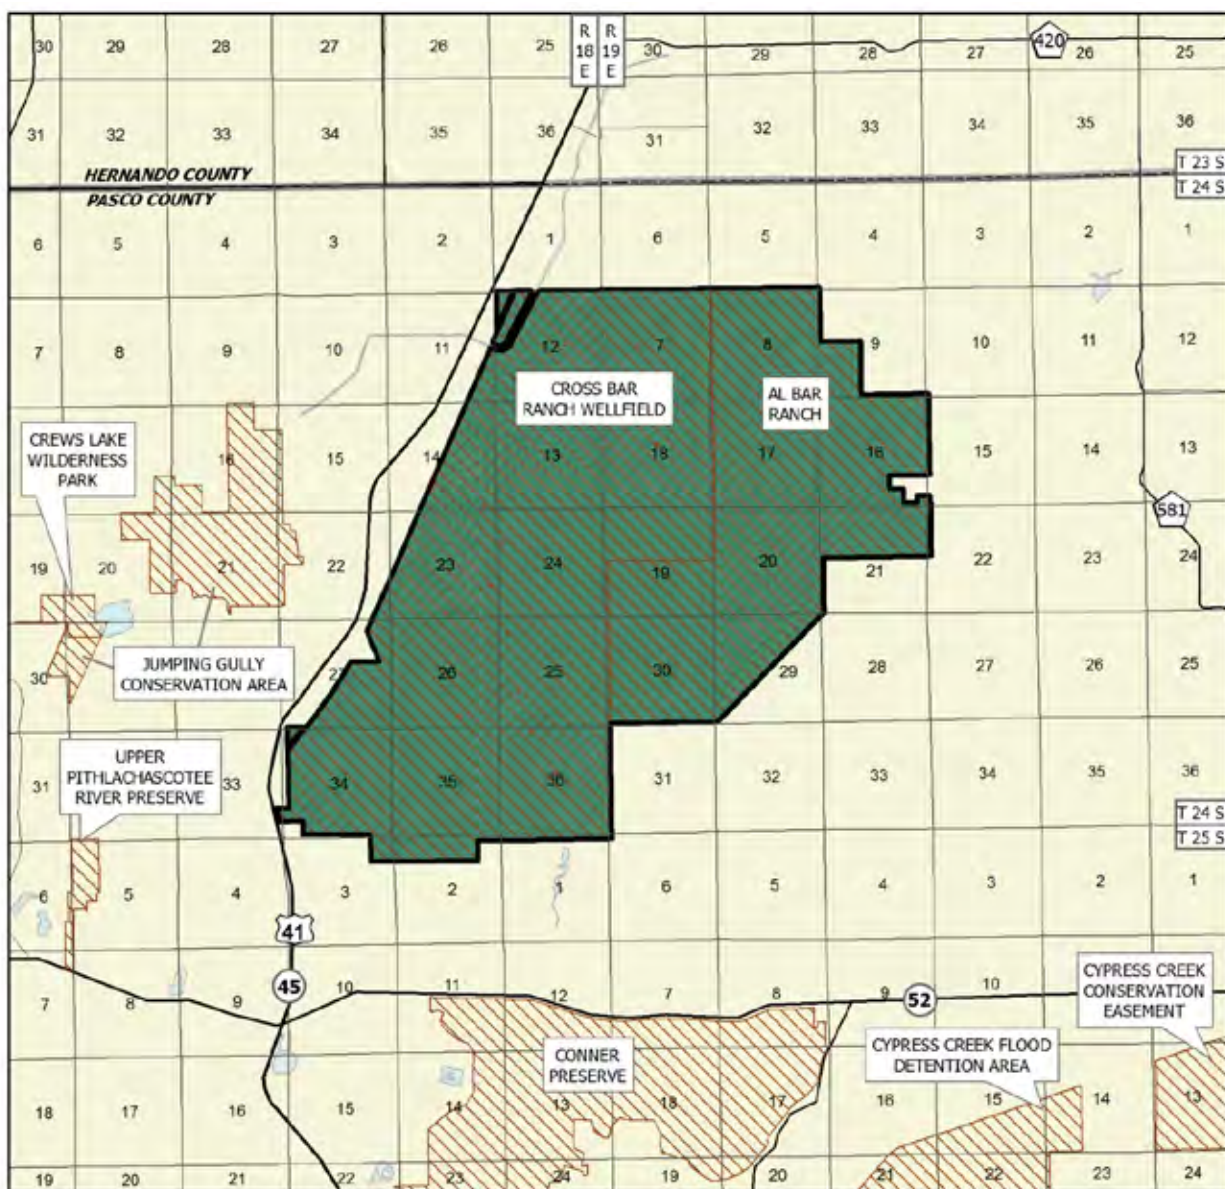 30 29 28 27 26 25 R 18 E R 19 E 30 29 28 27 420 26 25
31 32 33 34 35 36 31 32 33 34 35 36
T 23 S
HERNANDO COUNTY
PASCO COUNTY
T 24 S
6 5 4 3 2 1 6 5 4 3 2 1
7 8 9 10 11 12 7 8 9 10 11 12
CROSS BAR
RANCH WELLFIELD
AL BAR
RANCH
CREWS LAKE
WILDERNESS
PARK
16 15 14 13 18 17 16 15 14 13
581
19 20 21 22 23 24 19 20 21 22 23 24
JUMPING GULLY
CONSERVATION AREA
30 27 26 25 30 29 28 27 26 25
UPPER
PITHLACHASCOTEE
RIVER PRESERVE
31 33 34 35 36 31 32 33 34 35 36
T 24 S
T 25 S
6 5 4 3 2 1 6 5 4 3 2 1
41
45
7 8 9 10 11 12 7 8 9 52 10
CYPRESS CREEK
CONSERVATION
EASEMENT
CONNER
PRESERVE
CYPRESS CREEK FLOOD
DETENTION AREA
18 17 16 15 14 13 18 17 16 15 14 13
19 20 21 22 23 24 19 20 21 22 23 24